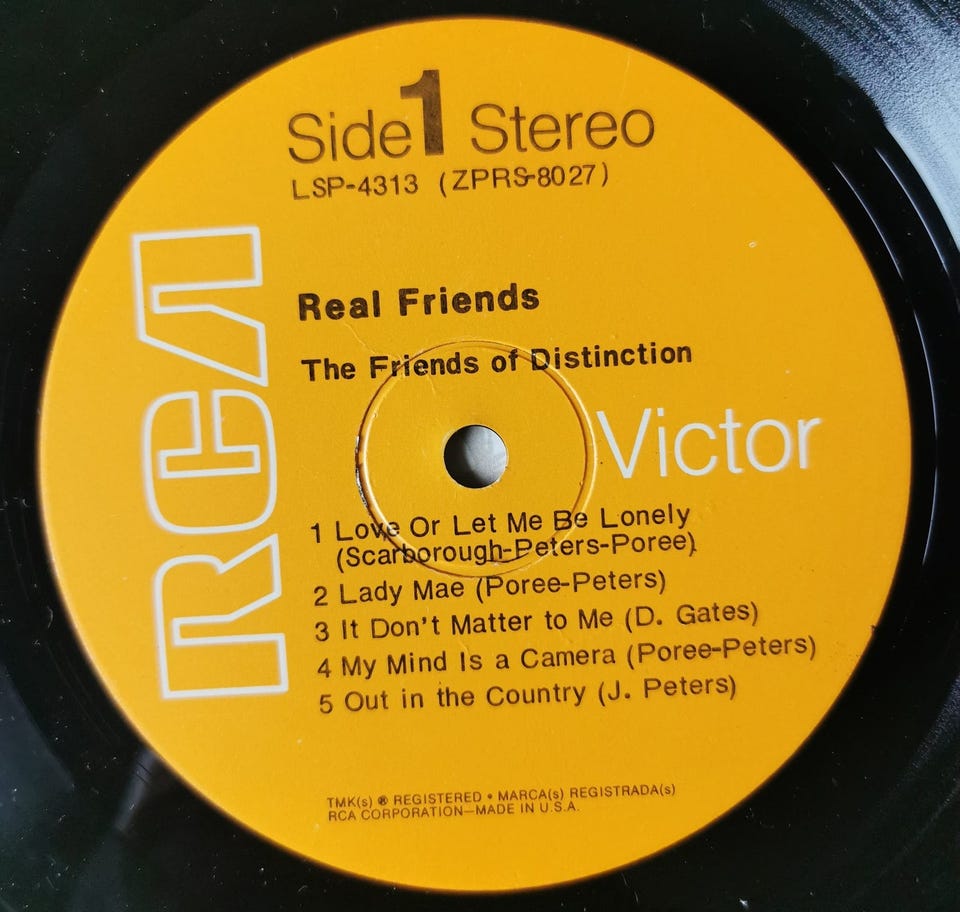 Side 1 Stereo
LSP-4313 (ZPRS-8027)
RCA
Real Friends
The Friends of Distinction
Victor
1 Love Or Let Me Be Lonely
(Scarborough-Peters-Poree)
2 Lady Mae (Poree-Peters)
3 It Don't Matter to Me (D. Gates)
4 My Mind Is a Camera (Poree-Peters)
5 Out in the Country (J. Peters)
TMK(s) ® REGISTERED • MARCA(s) REGISTRADA(s)
RCA CORPORATION—MADE IN U.S.A.